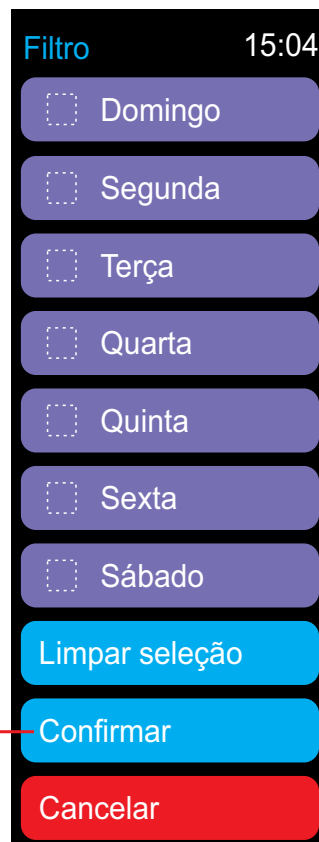 Filtro 15:04
Domingo
Segunda
Terça
Quarta
Quinta
Sexta
Sábado
Limpar seleção
Confirmar
Cancelar